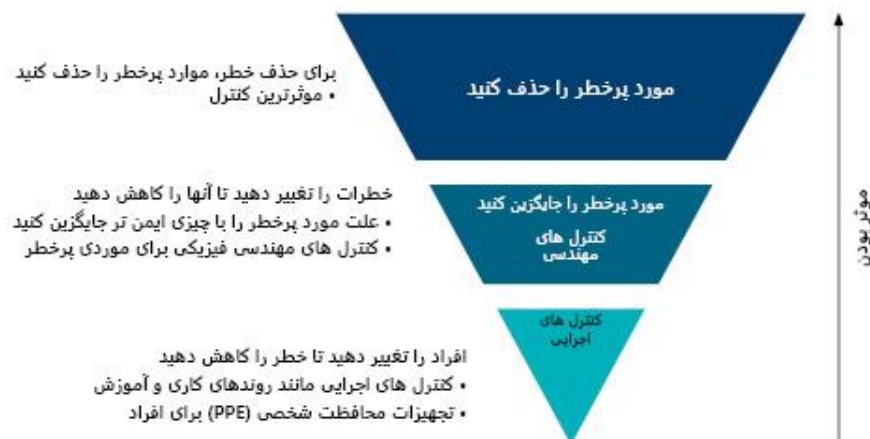 مورد پرخطر را حذف کنید
برای حذف خطر، موارد پرخطر را حذف کنید
• موثرترین کنترل
مورد پرخطر را جایگزین کنید
کنترل های
مهندسی
خطرات را تغییر دهید تا آنها را کاهش دهید
• علت مورد پرخطر را با چیزی ایمن تر جایگزین کنید
• کنترل های مهندسی فیزیکی برای موردی پرخطر
کنترل های
اجرایی
افراد را تغییر دهید تا خطر را کاهش دهید
• کنترل های اجرایی مانند روندهای کاری و آموزش
• تجهیزات محافظت شخصی (PPE) برای افراد
موثر بودن